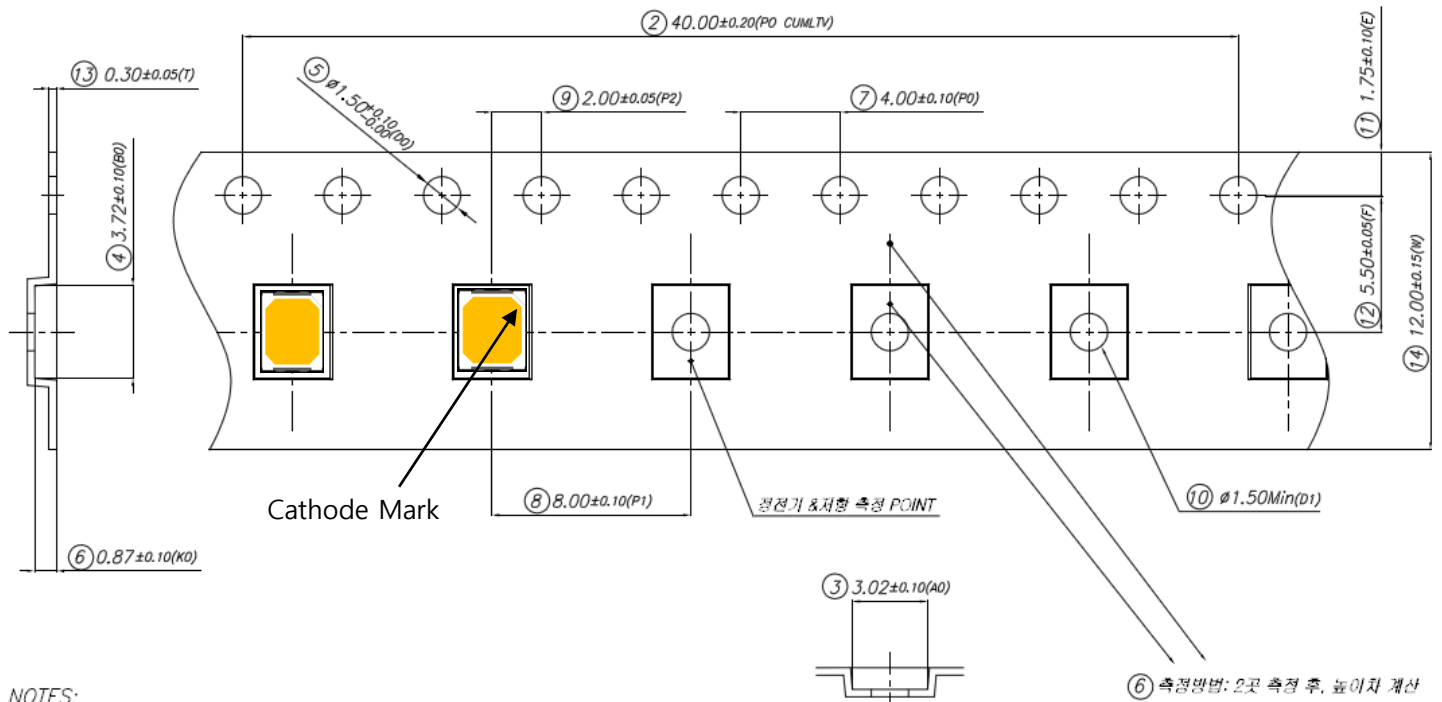 ② 40.00±0.20(P0 CUMLTV)
⑪ 1.75±0.10(E)
⑬ 0.30±0.05(T)
⑤ ø1.50+0.10-0.00(D0)
⑨ 2.00±0.05(P2)
⑦ 4.00±0.10(P0)
④ 3.72±0.10(B0)
⑫ 5.50±0.05(F)
⑭ 12.00±0.15(W)
Cathode Mark
⑧ 8.00±0.10(P1)
정전기 &저항 측정 POINT
⑩ ø1.50Min(D1)
⑥ 0.87±0.10(K0)
③ 3.02±0.10(A0)
⑥ 측정방법: 2곳 측정 후, 높이차 계산
NOTES: